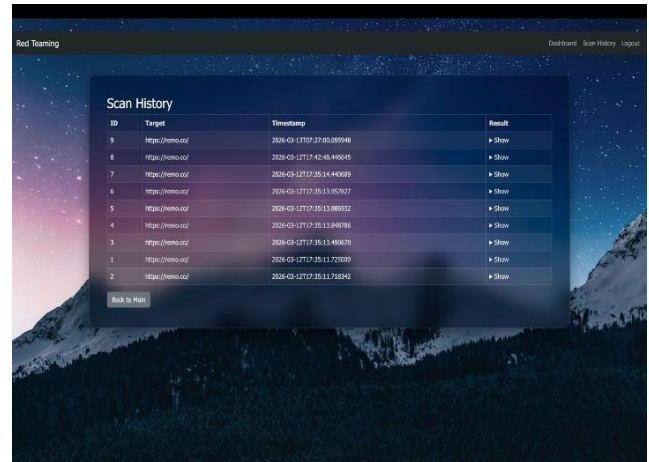 Red Teaming
Dashboard Scan History Logout
Scan History
ID Target Timestamp Result
9 https://remo.co/ 2026-03-13T07:27:00.095948 ▸ Show
8 https://remo.co/ 2026-03-12T17:42:48.446645 ▸ Show
7 https://remo.co/ 2026-03-12T17:35:14.440609 ▸ Show
6 https://remo.co/ 2026-03-12T17:35:13.957827 ▸ Show
5 https://remo.co/ 2026-03-12T17:35:13.886932 ▸ Show
4 https://remo.co/ 2026-03-12T17:35:13.848786 ▸ Show
3 https://remo.co/ 2026-03-12T17:35:13.490670 ▸ Show
1 https://remo.co/ 2026-03-12T17:35:11.725009 ▸ Show
2 https://remo.co/ 2026-03-12T17:35:11.718342 ▸ Show
Back to Main